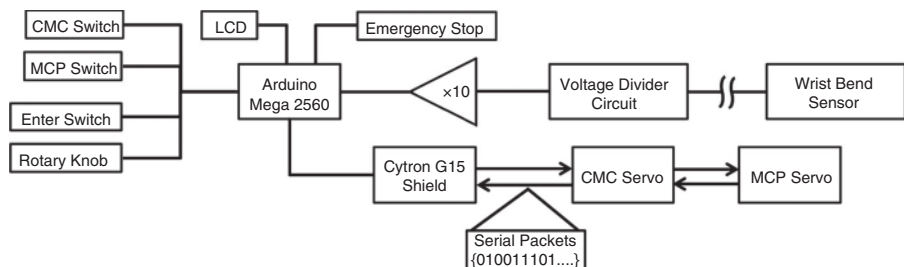 CMC Switch
MCP Switch
Enter Switch
Rotary Knob
LCD
Emergency Stop
Arduino
Mega 2560
×10
Voltage Divider
Circuit
Wrist Bend
Sensor
Cytron G15
Shield
CMC Servo
MCP Servo
Serial Packets
{010011101....}